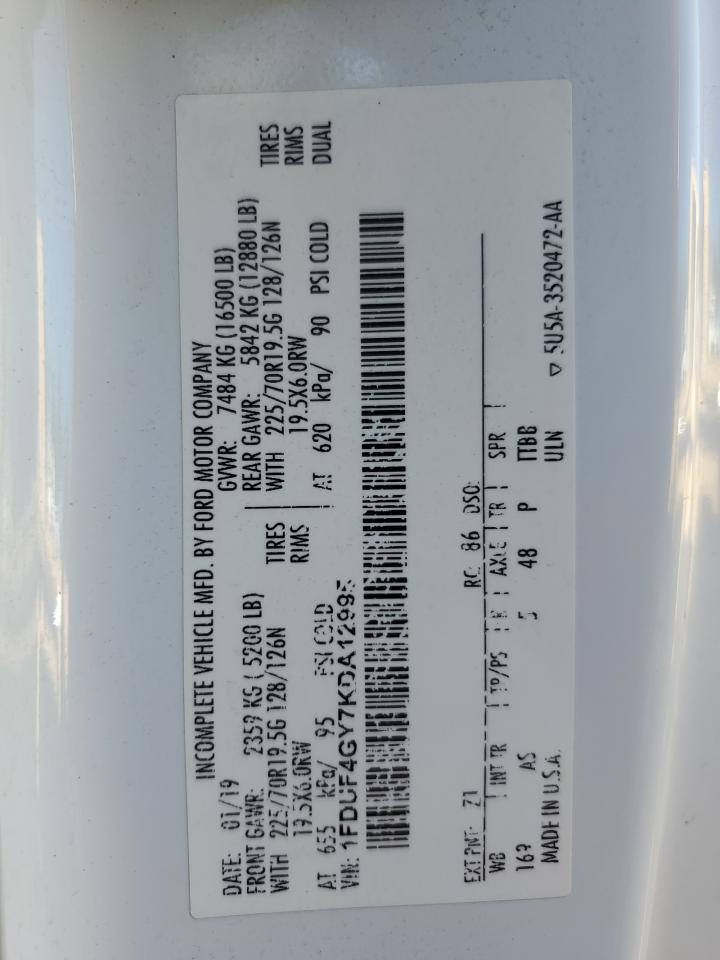 INCOMPLETE VEHICLE MFD. BY FORD MOTOR COMPANY
DATE: 01/19 GVWR: 7484 KG (16500 LB)
FRONT GAWR: 2359 KG ( 5200 LB) REAR GAWR: 5842 KG (12880 LB)
WITH 225/70R19.5G 128/126N TIRES WITH 225/70R19.5G 128/126N TIRES
19.5X6.0RW RIMS 19.5X6.0RW RIMS
AT 655 kPa/ 95 PSI COLD AT 620 kPa/ 90 PSI COLD DUAL
VIN: 1FDUF4GY7KDA12995
EXT PNT: Z1 RC: 86 DSO:
WB INT TR TP/PS R AXLE TR SPR
169 AS 5 48 P TTBB
MADE IN U.S.A. ULN
▽ 5U5A-3520472-AA